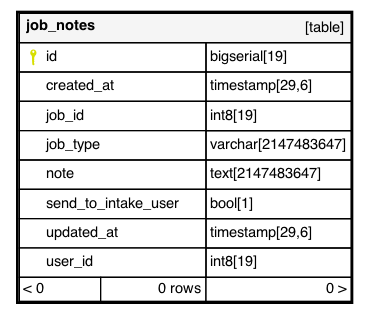 job_notes [table]
id bigserial[19]
created_at timestamp[29,6]
job_id int8[19]
job_type varchar[2147483647]
note text[2147483647]
send_to_intake_user bool[1]
updated_at timestamp[29,6]
user_id int8[19]
< 0 0 rows 0 >